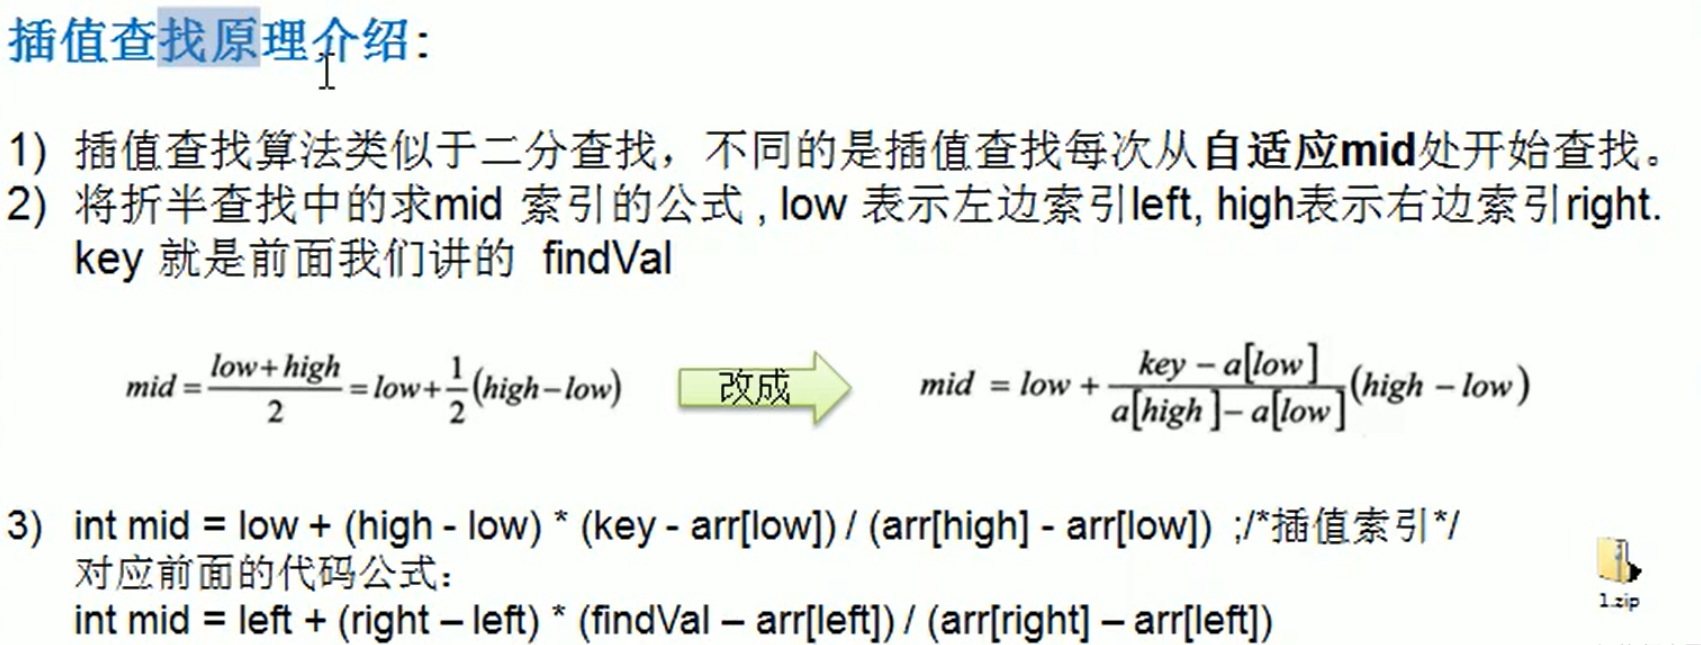 插值查找原理介绍:
1) 插值查找算法类似于二分查找，不同的是插值查找每次从自适应mid处开始查找。
2) 将折半查找中的求mid 索引的公式 , low 表示左边索引left, high表示右边索引right.
key 就是前面我们讲的 findVal
mid = \frac{low+high}{2} = low+\frac{1}{2}(high-low) 改成 mid = low + \frac{key - a[low]}{a[high] - a[low]}(high - low)
3) int mid = low + (high - low) * (key - arr[low]) / (arr[high] - arr[low]) ;/*插值索引*/
对应前面的代码公式：
int mid = left + (right – left) * (findVal – arr[left]) / (arr[right] – arr[left])
1.zip